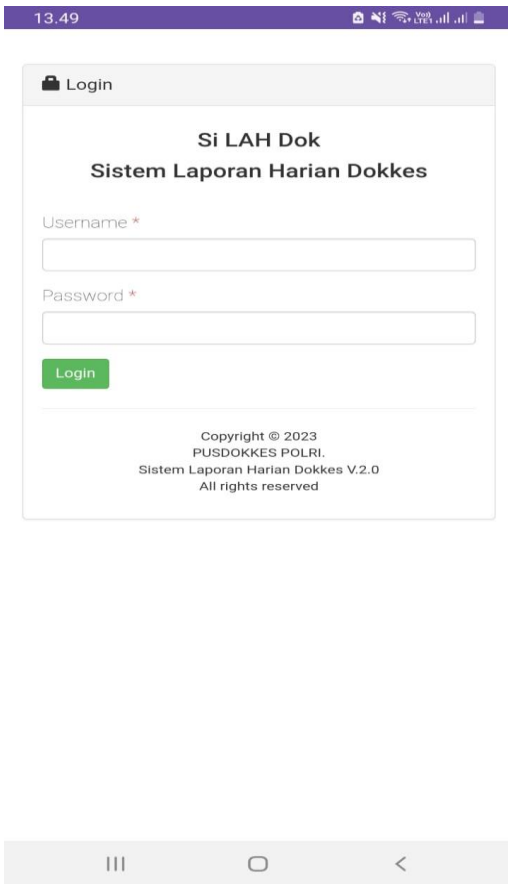 13.49
Login
Si LAH Dok
Sistem Laporan Harian Dokkes
Username *
Password *
Login
Copyright © 2023
PUSDOKKES POLRI.
Sistem Laporan Harian Dokkes V.2.0
All rights reserved